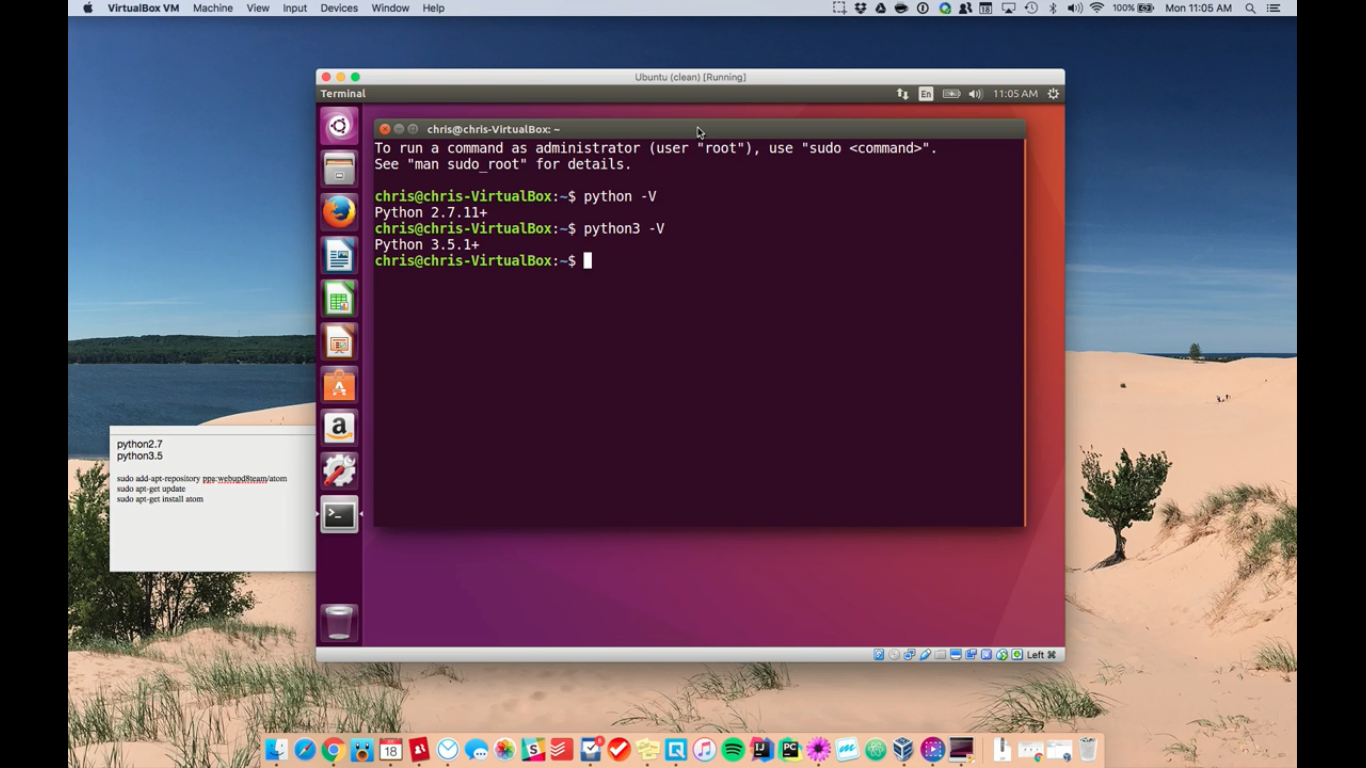 VirtualBox VM Machine View Input Devices Window Help
18
100%
Mon 11:05 AM
Ubuntu (clean) [Running]
Terminal
En
11:05 AM
chris@chris-VirtualBox: ~
To run a command as administrator (user "root"), use "sudo <command>".
See "man sudo_root" for details.
chris@chris-VirtualBox:~$ python -V
Python 2.7.11+
chris@chris-VirtualBox:~$ python3 -V
Python 3.5.1+
chris@chris-VirtualBox:~$
a
>_
python2.7
python3.5
sudo add-apt-repository ppa:webupd8team/atom
sudo apt-get update
sudo apt-get install atom
Left ⌘
18
IJ
PC